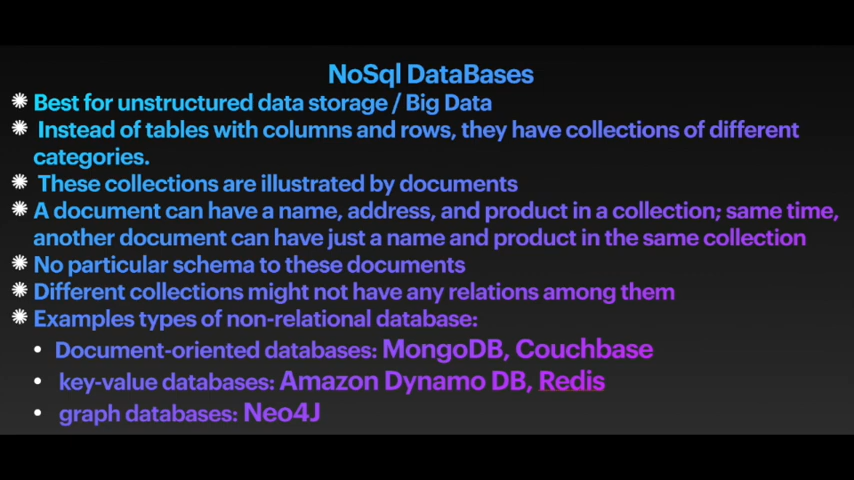 NoSql DataBases
Best for unstructured data storage / Big Data
Instead of tables with columns and rows, they have collections of different
categories.
These collections are illustrated by documents
A document can have a name, address, and product in a collection; same time,
another document can have just a name and product in the same collection
No particular schema to these documents
Different collections might not have any relations among them
Examples types of non-relational database:
Document-oriented databases: MongoDB, Couchbase
key-value databases: Amazon Dynamo DB, Redis
graph databases: Neo4J